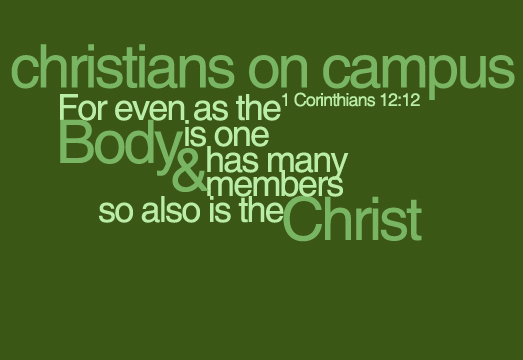 christians on campus
For even as the 1 Corinthians 12:12
Body is one
& has many
members
so also is the Christ